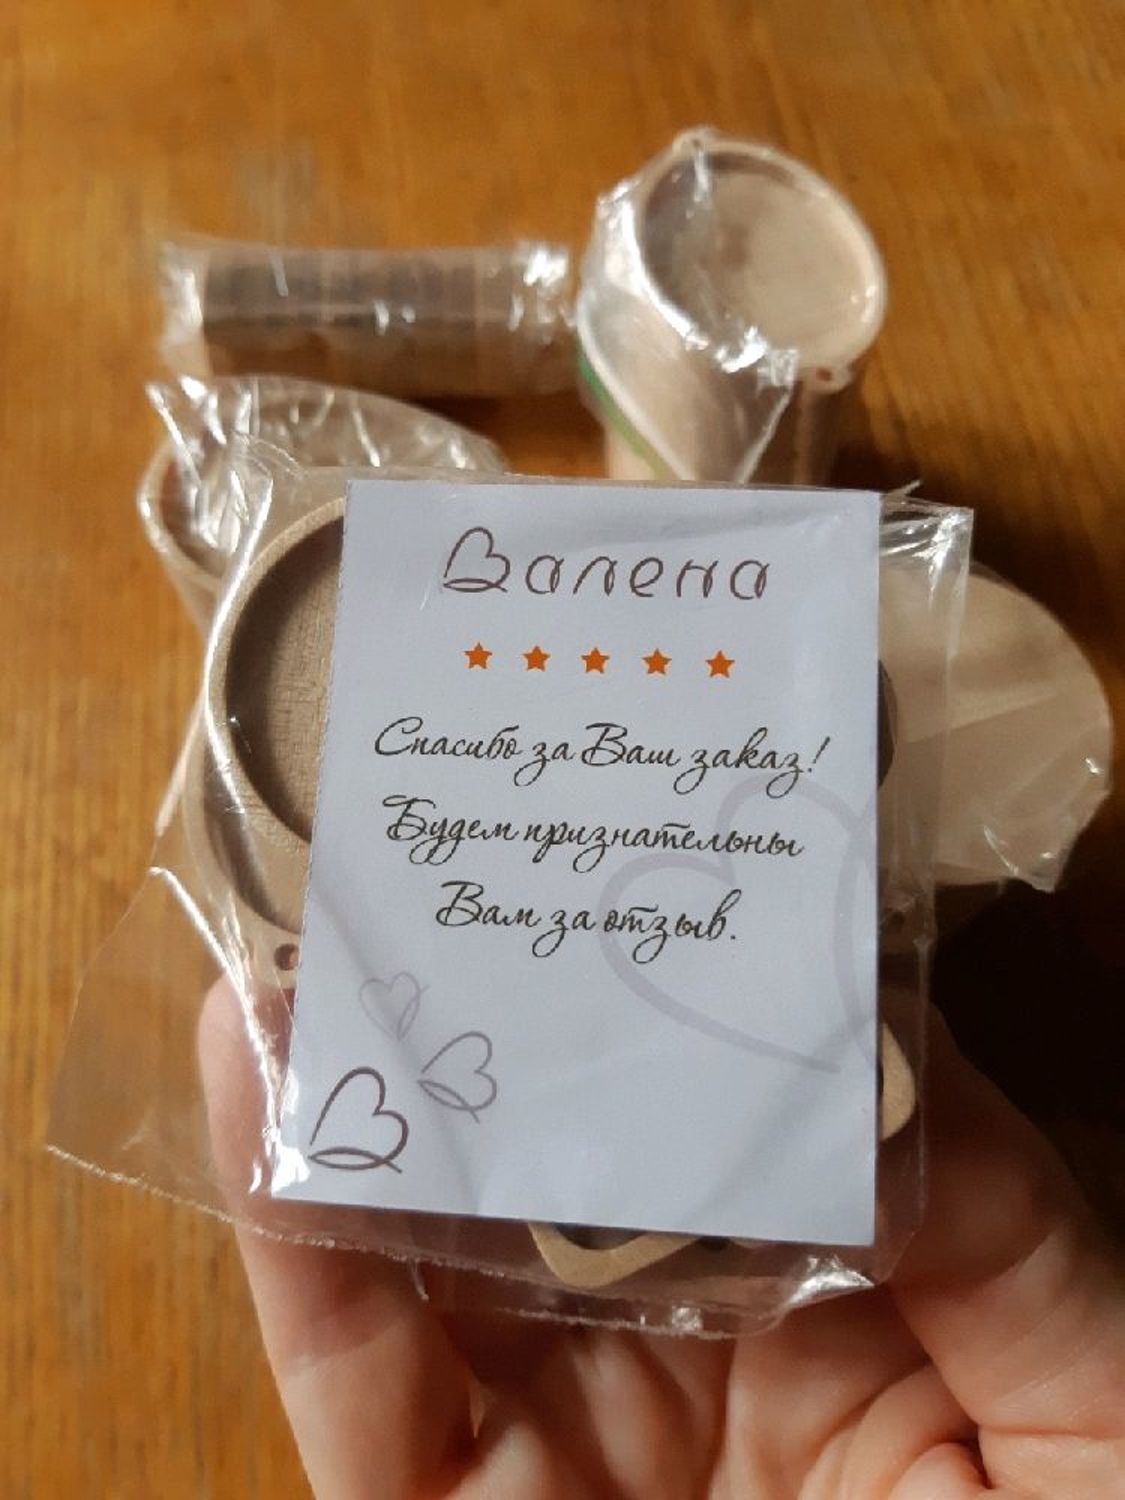 Валена
Спасибо за Ваш заказ!
Будем признательны
Вам за отзыв.